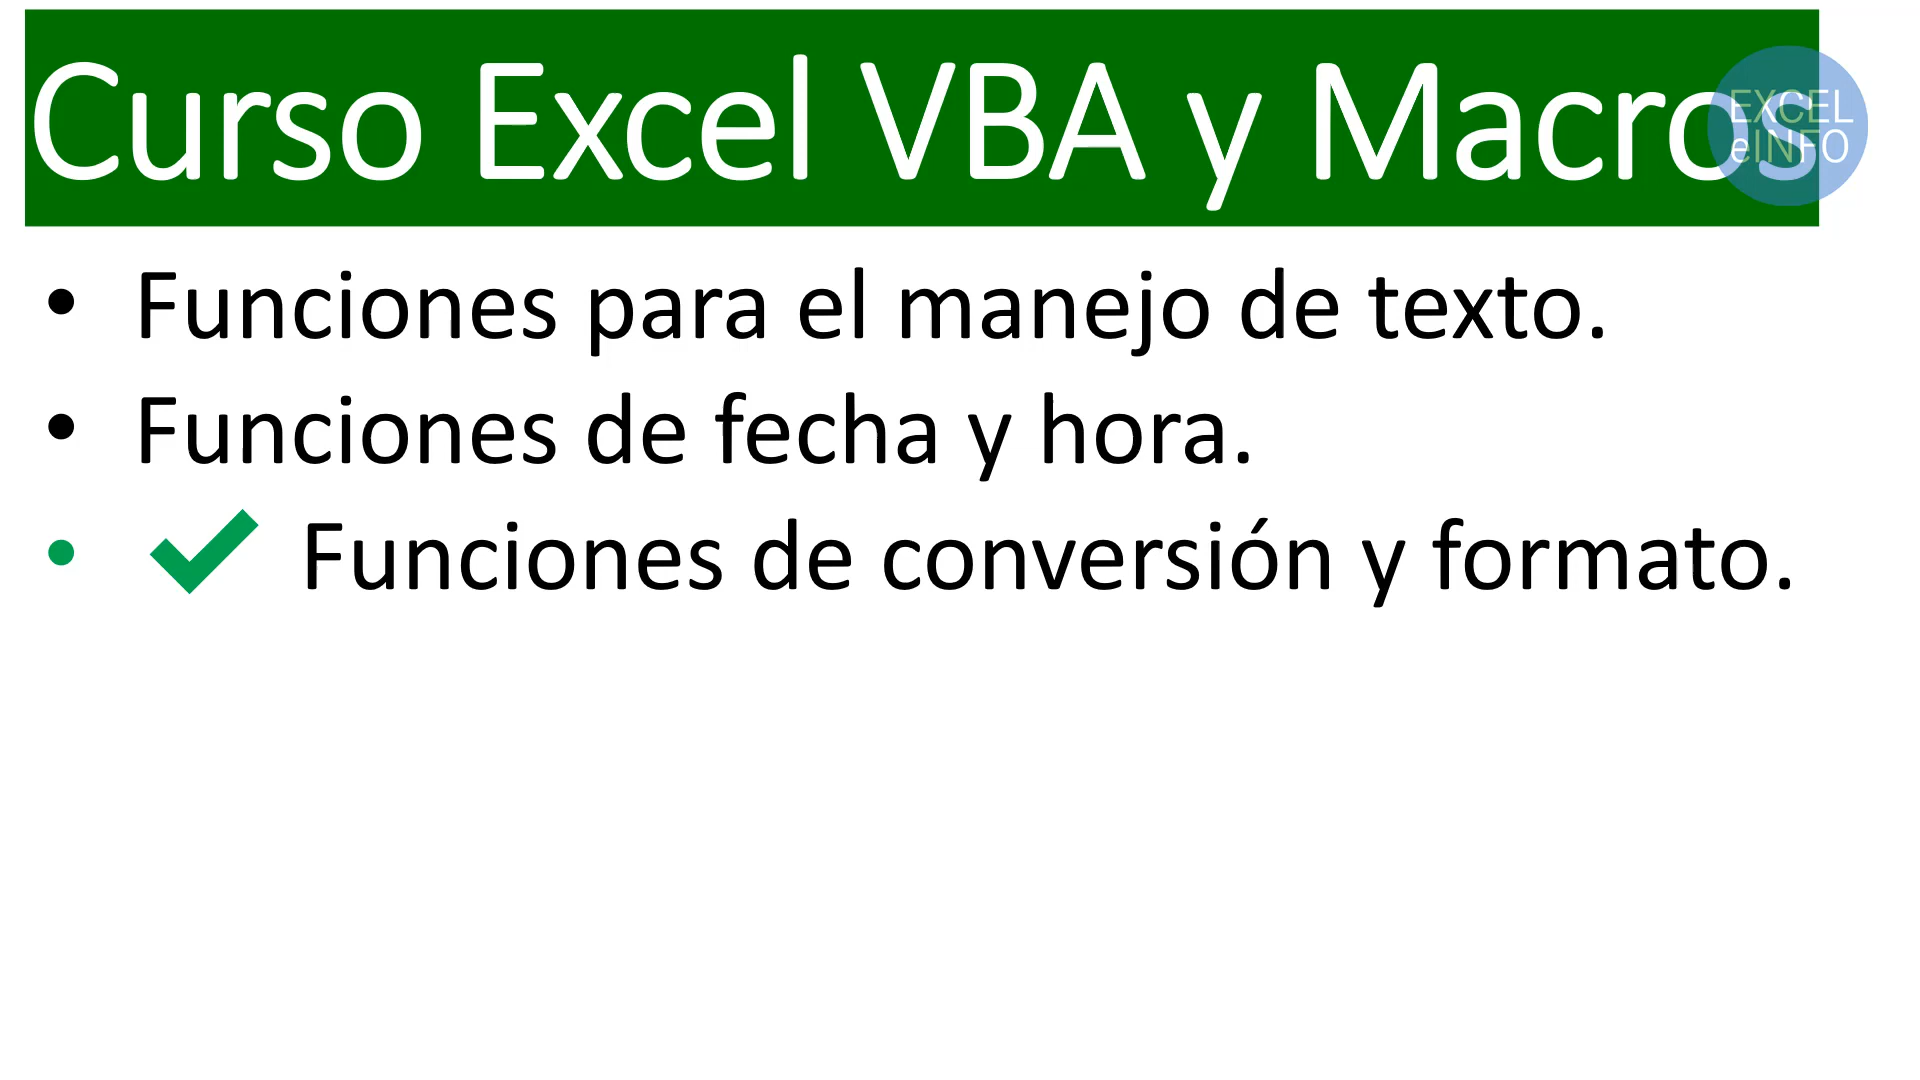 Curso Excel VBA y Macros
EXCEL
eINFO
• Funciones para el manejo de texto.
• Funciones de fecha y hora.
• ✔ Funciones de conversión y formato.